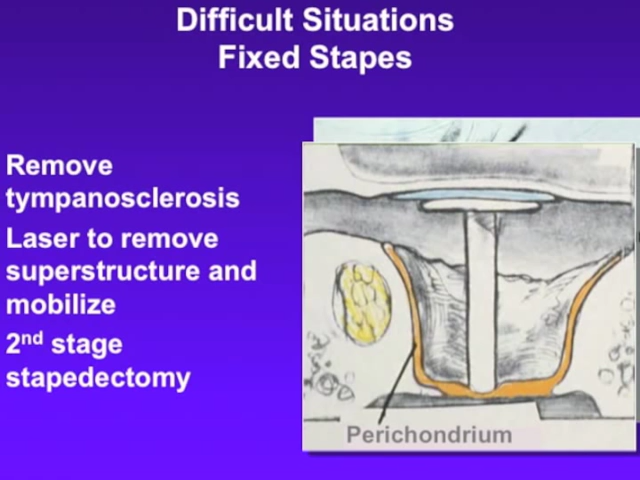 Difficult Situations
Fixed Stapes
Remove
tympanosclerosis
Laser to remove
superstructure and
mobilize
2nd stage
stapedectomy
Perichondrium